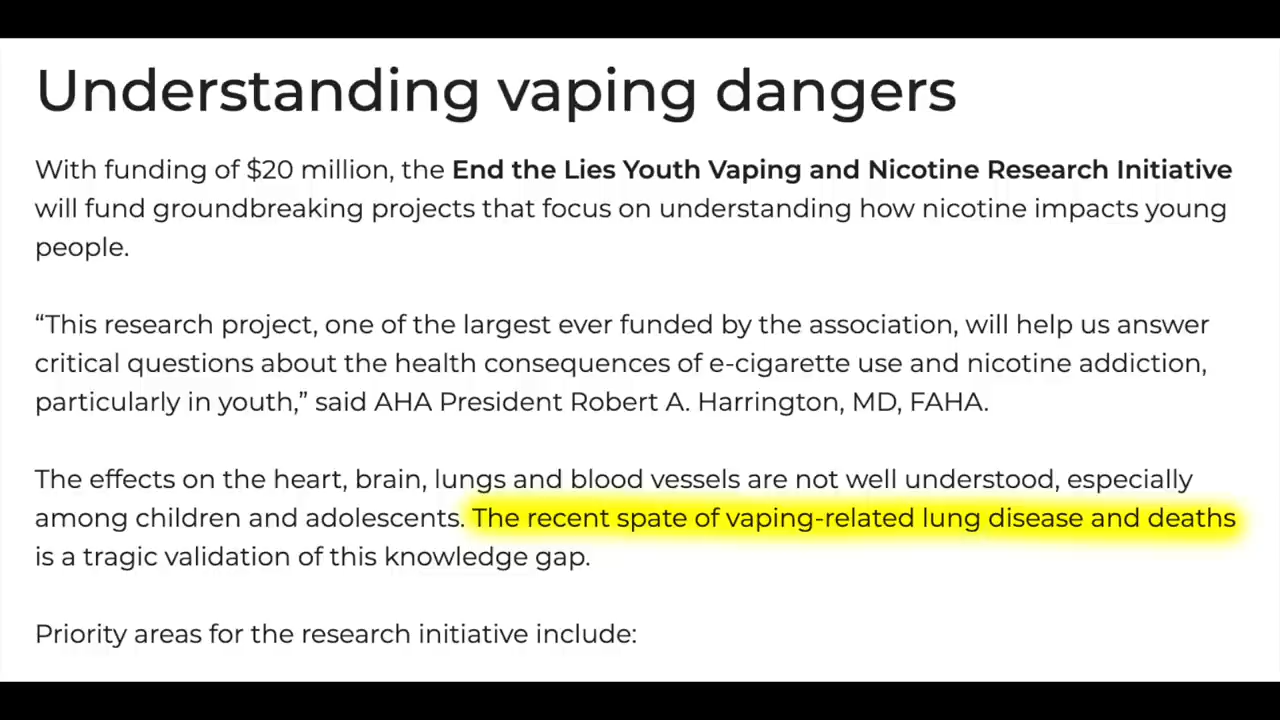 Understanding vaping dangers
With funding of $20 million, the End the Lies Youth Vaping and Nicotine Research Initiative
will fund groundbreaking projects that focus on understanding how nicotine impacts young
people.
“This research project, one of the largest ever funded by the association, will help us answer
critical questions about the health consequences of e-cigarette use and nicotine addiction,
particularly in youth,” said AHA President Robert A. Harrington, MD, FAHA.
The effects on the heart, brain, lungs and blood vessels are not well understood, especially
among children and adolescents. The recent spate of vaping-related lung disease and deaths
is a tragic validation of this knowledge gap.
Priority areas for the research initiative include: